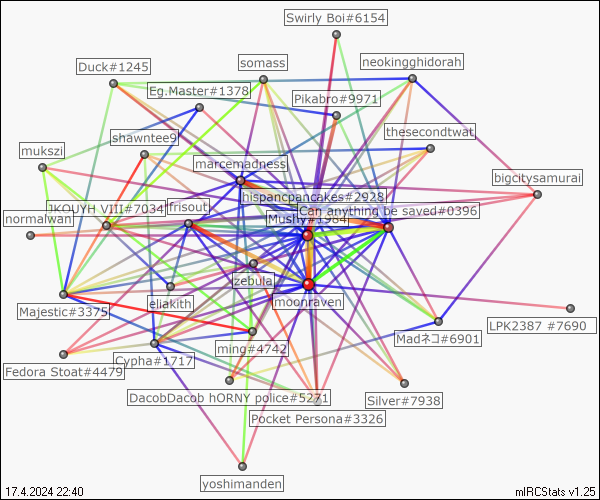 Swirly Boi#6154
neokingghidorah
somass
Duck#1245
Eg.Master#1378
Pikabro#9971
thesecondtwat
shawntee9
mukszi
marcemadness
bigcitysamurai
hispancpancakes#2928
JKOUYH VIII#7034
frisout
Can anything be saved#0396
normalwan
Mushy#1984
zebula
eliakith
moonraven
Majestic#3375
LPK2387 #7690
Madネコ#6901
ming#4742
Cypha#1717
Fedora Stoat#4479
DacobDacob hORNY police#5271
Silver#7938
Pocket Persona#3326
yoshimanden
17.4.2024 22:40
mIRCStats v1.25